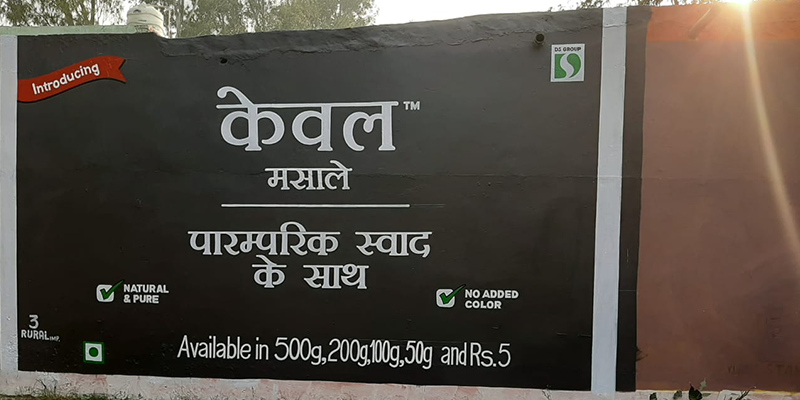 Introducing
DS GROUP
केवल™
मसाले
पारम्परिक स्वाद
के साथ
NATURAL
& PURE
NO ADDED
COLOR
3
RURAL IMP.
Available in 500g, 200g, 100g, 50g and Rs. 5